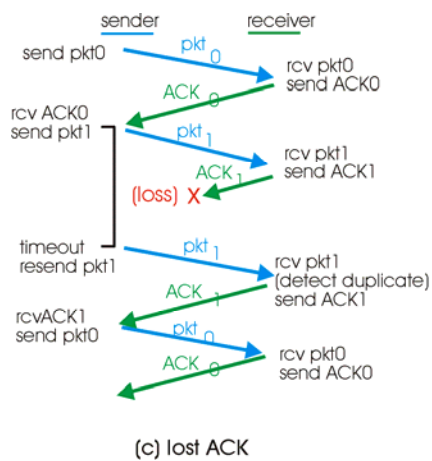 sender
receiver
send pkt0
pkt 0
rcv pkt0
send ACK0
ACK 0
rcv ACK0
send pkt1
pkt 1
rcv pkt1
send ACK1
ACK 1
(loss) X
timeout
resend pkt1
pkt 1
rcv pkt1
(detect duplicate)
send ACK1
ACK 1
rcvACK1
send pkt0
pkt 0
rcv pkt0
send ACK0
ACK 0
(c) lost ACK